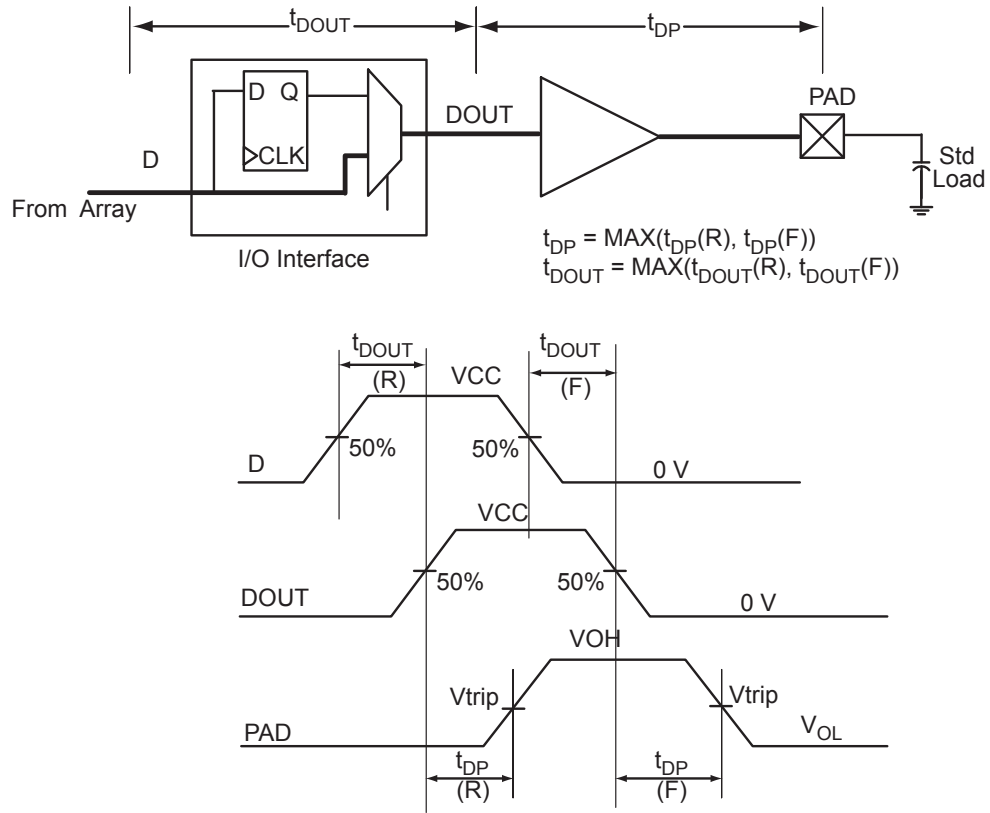 tDOUT
tDP
D Q
CLK
D
From Array
I/O Interface
DOUT
PAD
Std
Load
tDP = MAX(tDP(R), tDP(F))
tDOUT = MAX(tDOUT(R), tDOUT(F))
tDOUT
(R)
VCC
tDOUT
(F)
50%
50%
D
0 V
VCC
50%
50%
DOUT
0 V
VOH
Vtrip
Vtrip
PAD
VOL
tDP
(R)
tDP
(F)